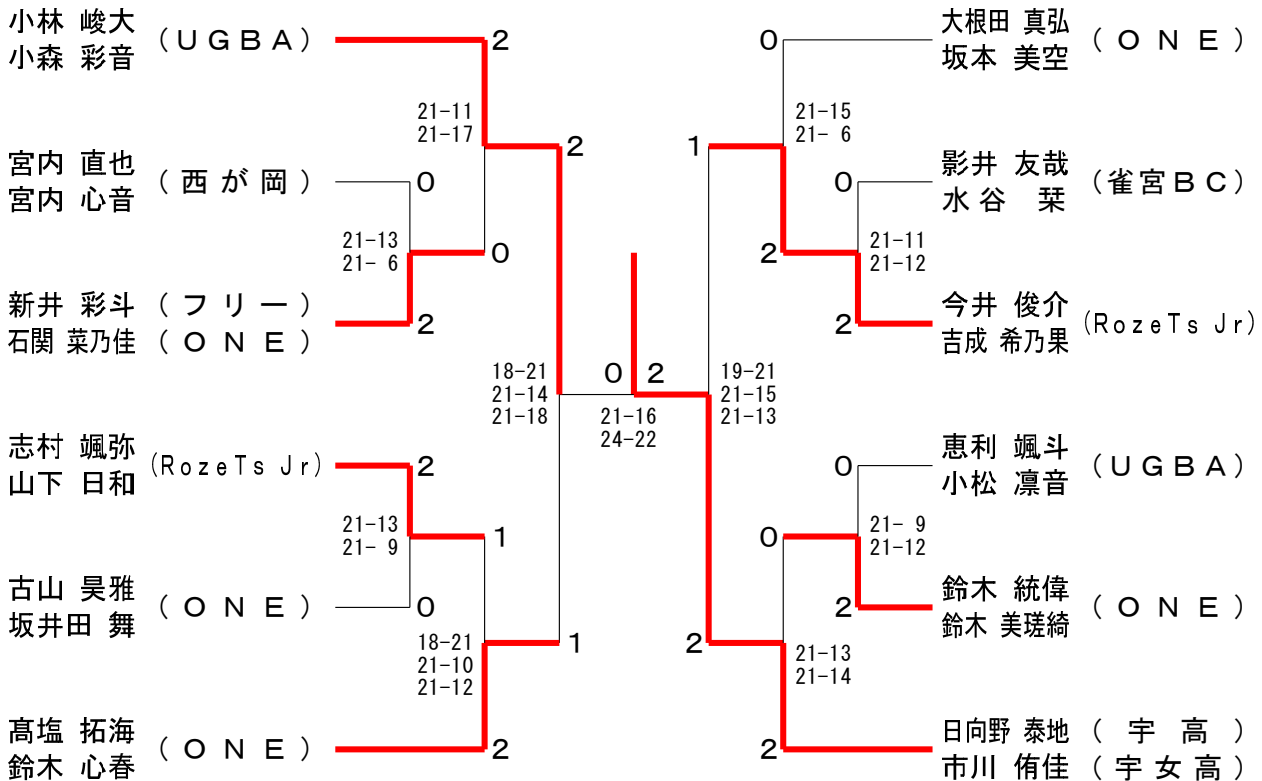 小林 峻大
小森 彩音
(ＵＧＢＡ)
2
21-11
21-17
宮内 直也
宮内 心音
(西が岡)
0
21-13
21- 6
0
新井 彩斗 (フリー)
石関 菜乃佳 (ＯＮＥ)
2
2
18-21
21-14
21-18
志村 颯弥
山下 日和
(RozeTs Jr)
2
21-13
21- 9
1
古山 昊雅
坂井田 舞
(ＯＮＥ)
0
18-21
21-10
21-12
1
髙塩 拓海
鈴木 心春
(ＯＮＥ)
2
0 2
21-16
24-22
大根田 真弘
坂本 美空
(ＯＮＥ)
0
21-15
21- 6
1
影井 友哉
水谷 栞
(雀宮ＢＣ)
0
21-11
21-12
2
今井 俊介
吉成 希乃果
(RozeTs Jr)
2
19-21
21-15
21-13
恵利 颯斗
小松 凛音
(ＵＧＢＡ)
0
21- 9
21-12
0
鈴木 統偉
鈴木 美瑳綺
(ＯＮＥ)
2
21-13
21-14
2
日向野 泰地 (宇高)
市川 侑佳 (宇女高)
2